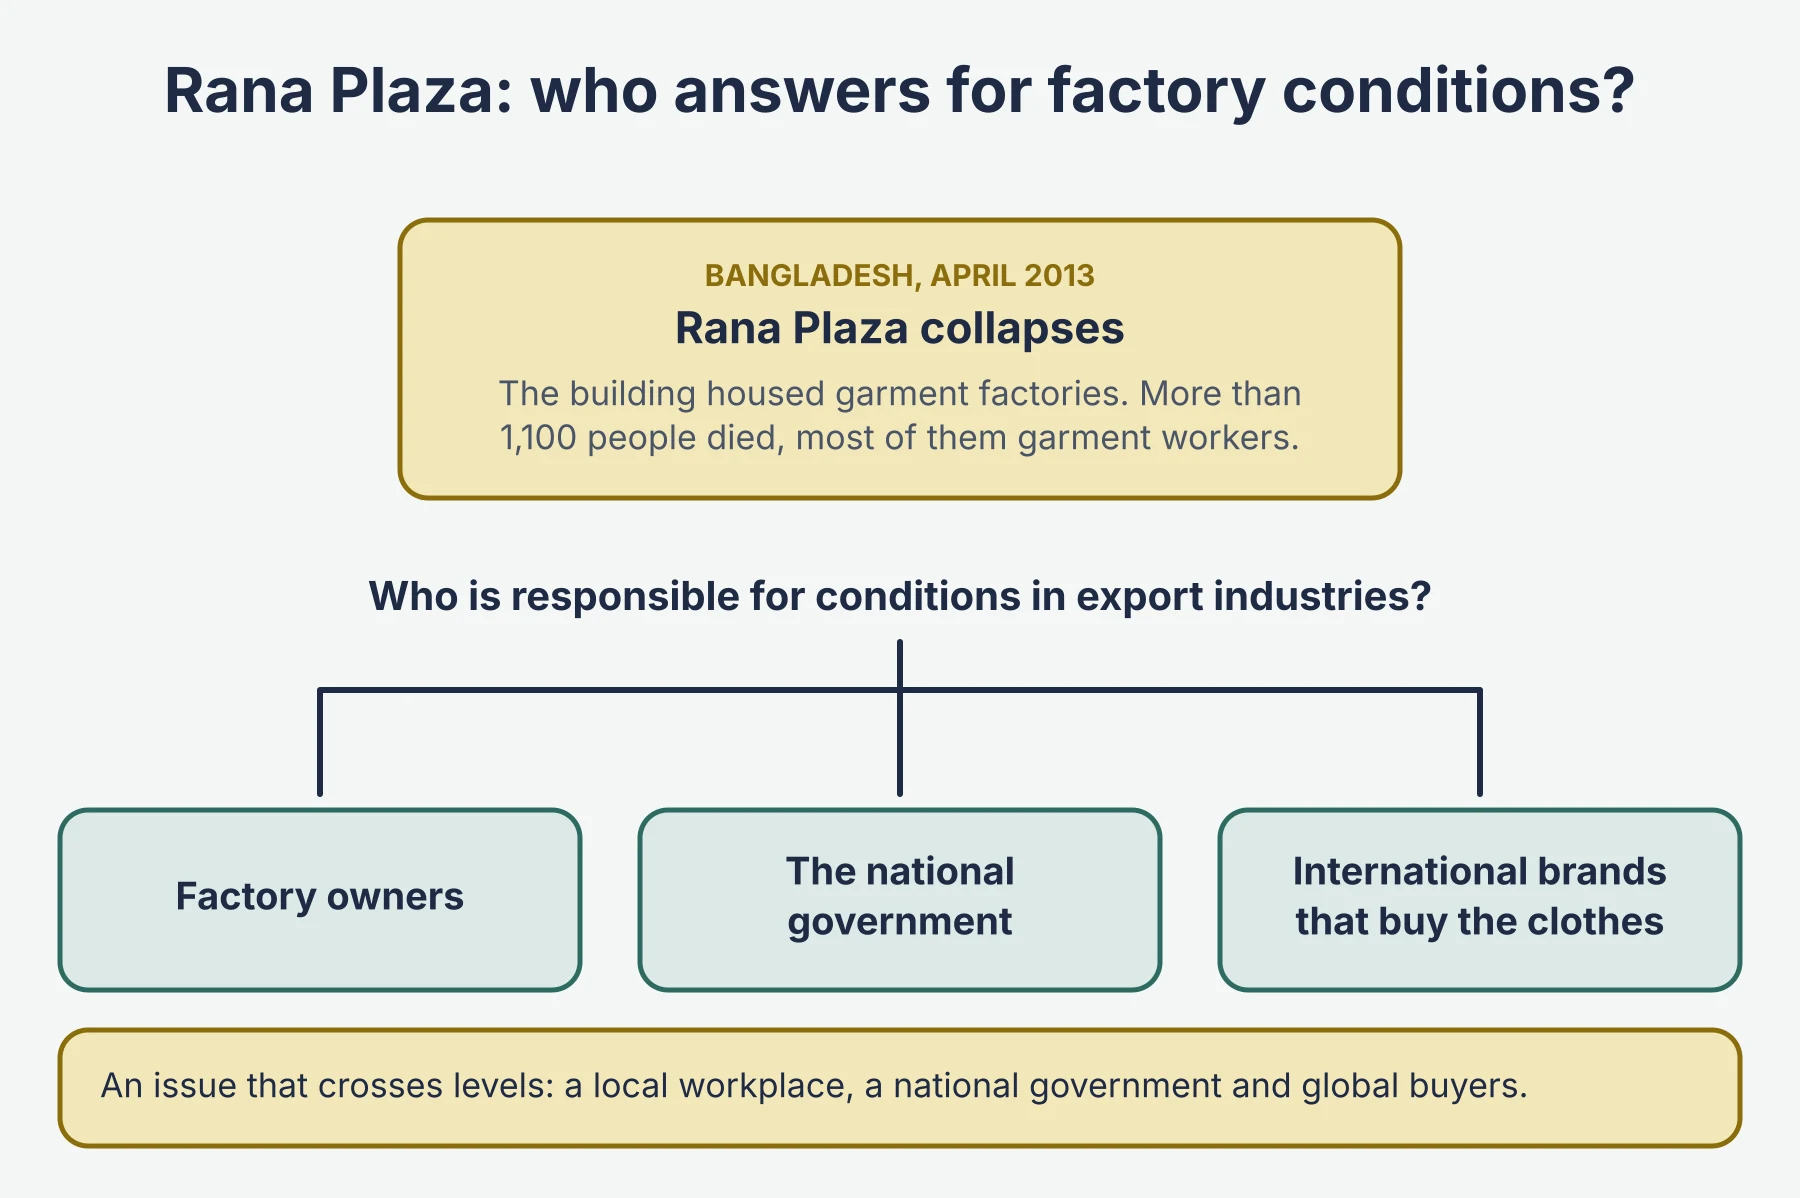 Rana Plaza: who answers for factory conditions?
BANGLADESH, APRIL 2013
Rana Plaza collapses
The building housed garment factories. More than
1,100 people died, most of them garment workers.
Who is responsible for conditions in export industries?
Factory owners
The national
government
International brands
that buy the clothes
An issue that crosses levels: a local workplace, a national government and global buyers.